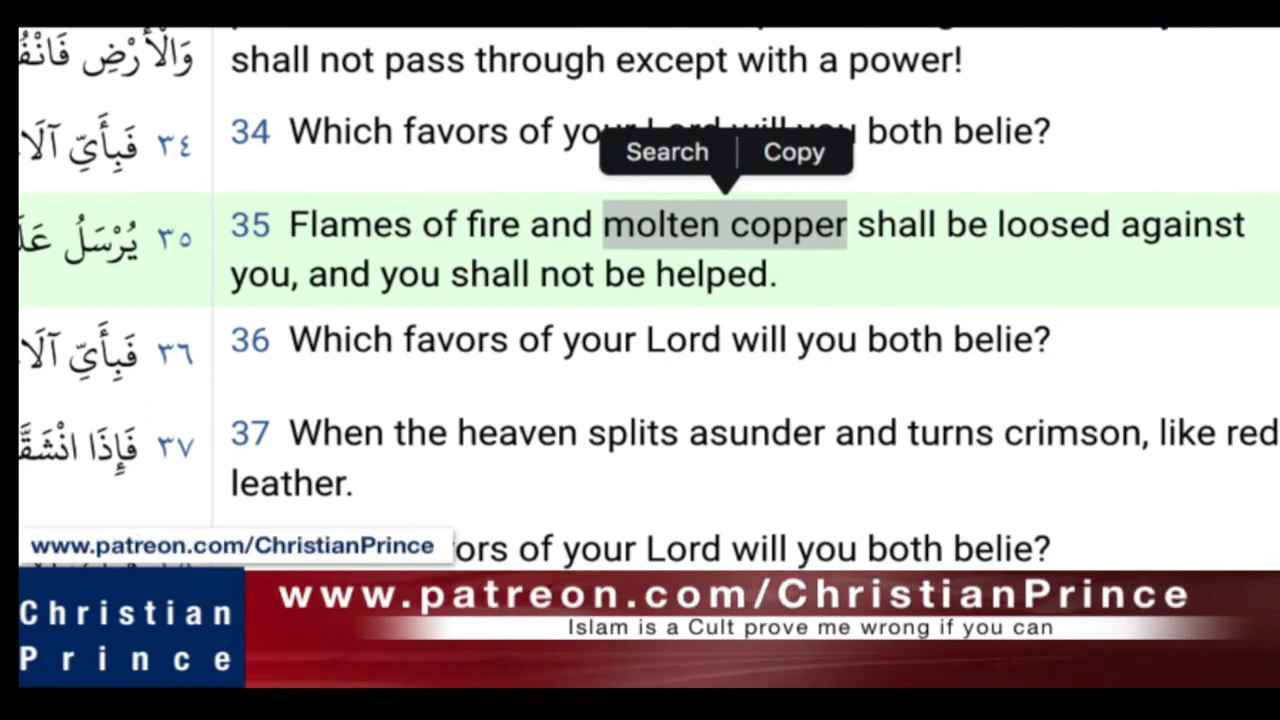 shall not pass through except with a power!
وَالْأَرْضِ
٣٤ فَبِأَيِّ
34 Which favors of your Lord will you both belie?
Search Copy
٣٥ يُرْسَلُ
35 Flames of fire and molten copper shall be loosed against
you, and you shall not be helped.
٣٦ فَبِأَيِّ
36 Which favors of your Lord will you both belie?
٣٧ فَإِذَا
37 When the heaven splits asunder and turns crimson, like red
leather.
www.patreon.com/ChristianPrince
ors of your Lord will you both belie?
www.patreon.com/ChristianPrince
Islam is a Cult prove me wrong if you can
Christian
Prince